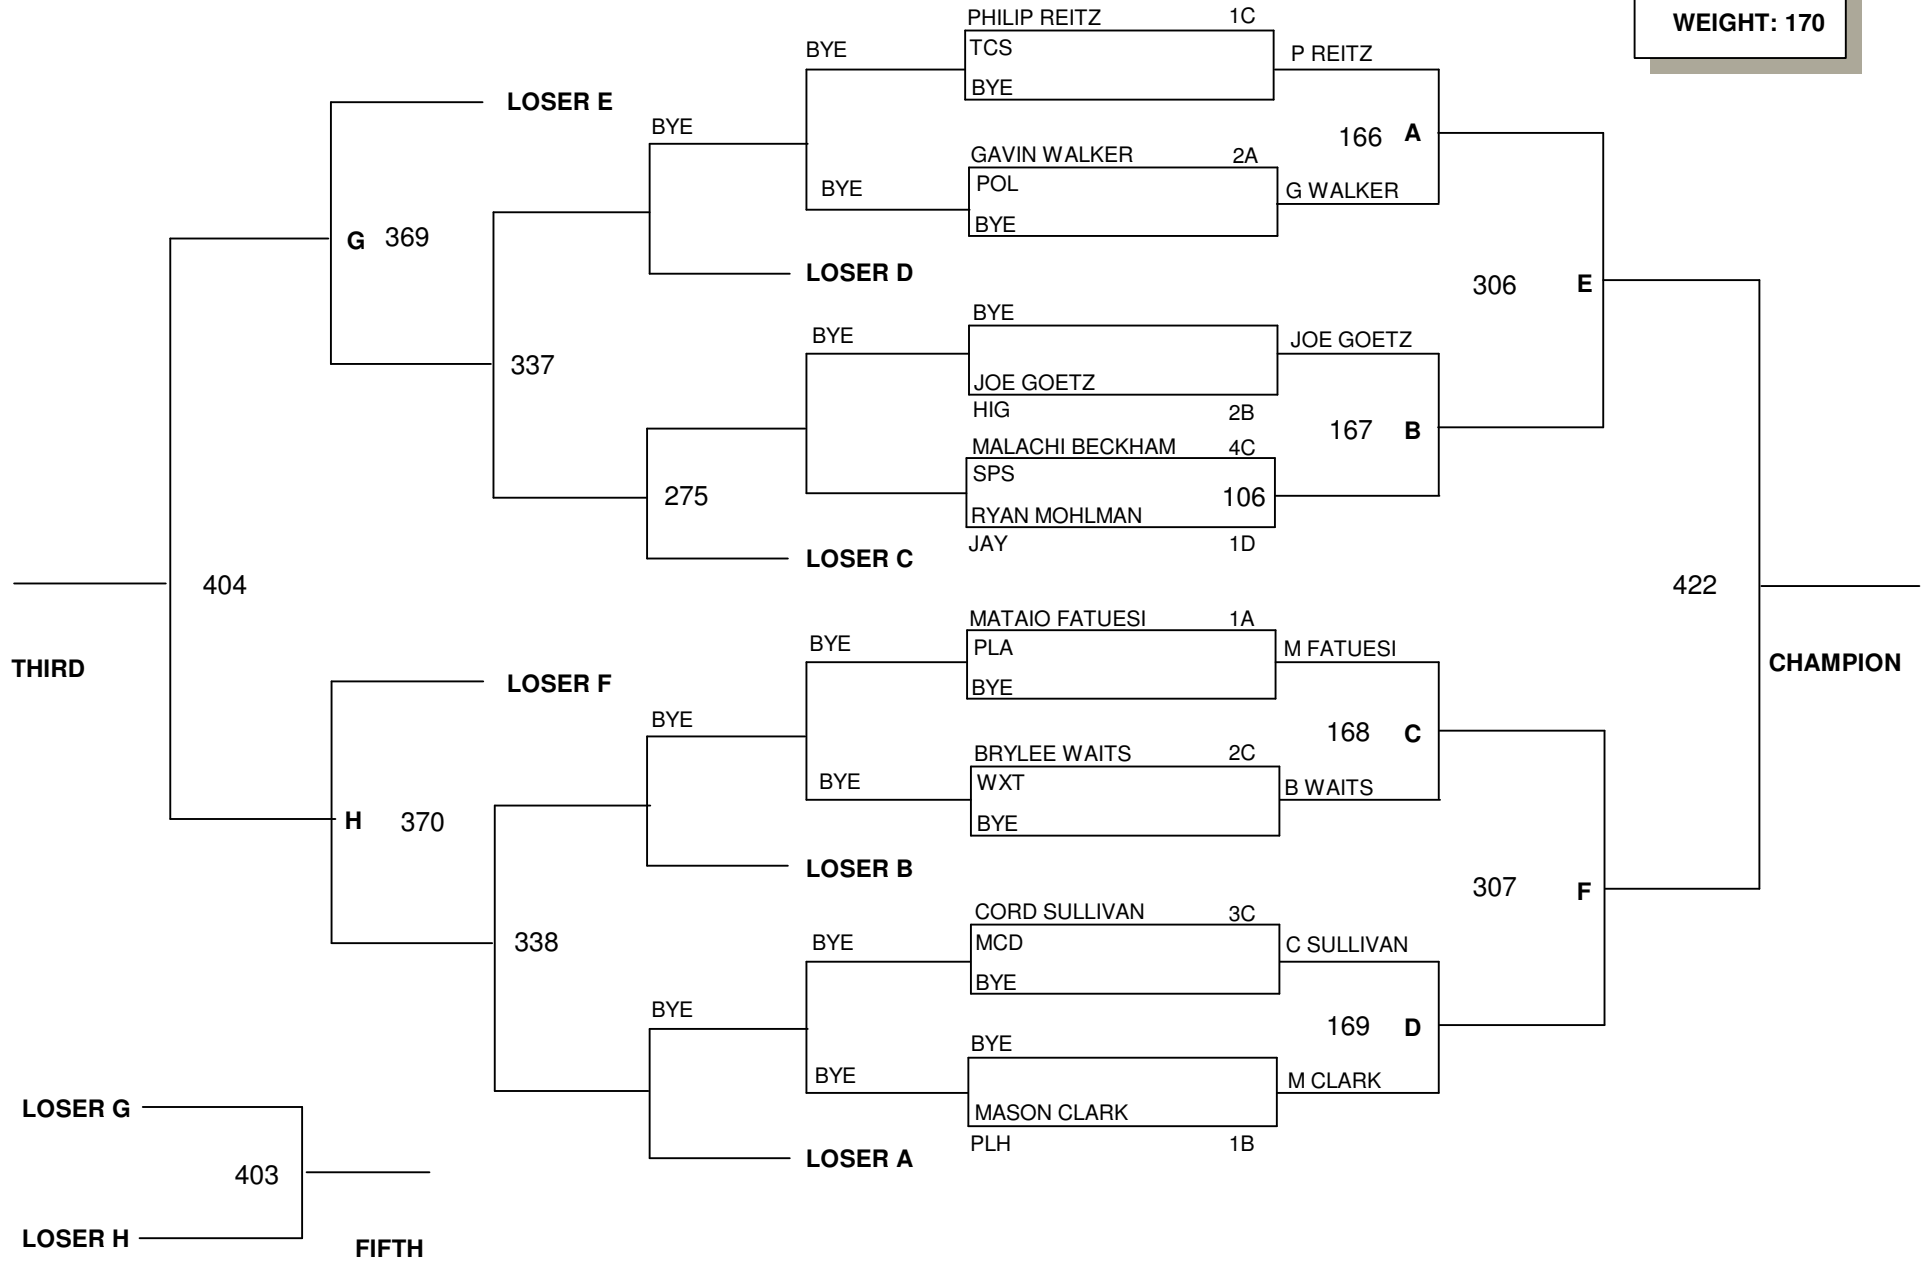 WEIGHT: 170
PHILIP REITZ 1C
BYE TCS P REITZ
BYE
LOSER E
BYE
166 A
GAVIN WALKER 2A
BYE POL G WALKER
BYE
G 369
LOSER D
306 E
BYE
BYE JOE GOETZ
337
JOE GOETZ
HIG 2B
167 B
MALACHI BECKHAM 4C
SPS
275 106
RYAN MOHLMAN
JAY 1D
LOSER C
404 422
MATAIO FATUESI 1A
BYE PLA M FATUESI
THIRD CHAMPION
LOSER F BYE
BYE
168 C
BRYLEE WAITS 2C
BYE WXT B WAITS
H 370 BYE
LOSER B
307 F
CORD SULLIVAN 3C
338 BYE MCD C SULLIVAN
BYE
BYE
169 D
BYE
BYE M CLARK
LOSER G MASON CLARK
PLH 1B
LOSER A
403
LOSER H
FIFTH